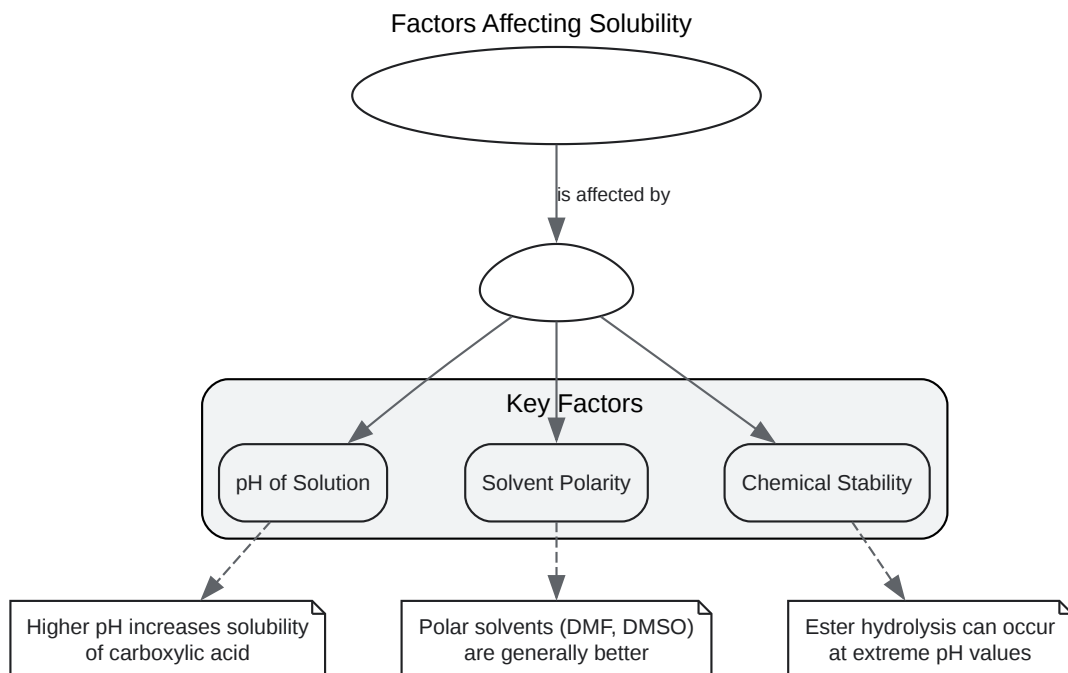 Factors Affecting Solubility
is affected by
Key Factors
pH of Solution
Solvent Polarity
Chemical Stability
Higher pH increases solubility
of carboxylic acid
Polar solvents (DMF, DMSO)
are generally better
Ester hydrolysis can occur
at extreme pH values